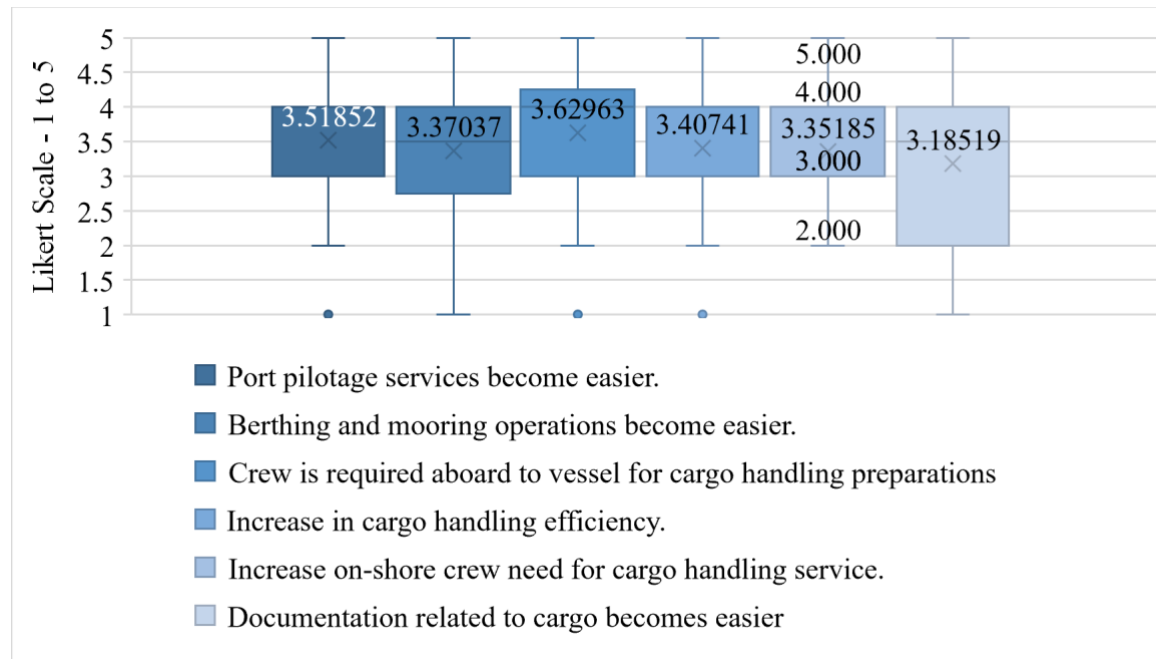 Likert Scale - 1 to 5
5
4.5
4
3.5
3
2.5
2
1.5
1
3.51852
3.37037
3.62963
3.40741
5.000
4.000
3.35185
3.000
2.000
3.18519
Port pilotage services become easier.
Berthing and mooring operations become easier.
Crew is required aboard to vessel for cargo handling preparations
Increase in cargo handling efficiency.
Increase on-shore crew need for cargo handling service.
Documentation related to cargo becomes easier